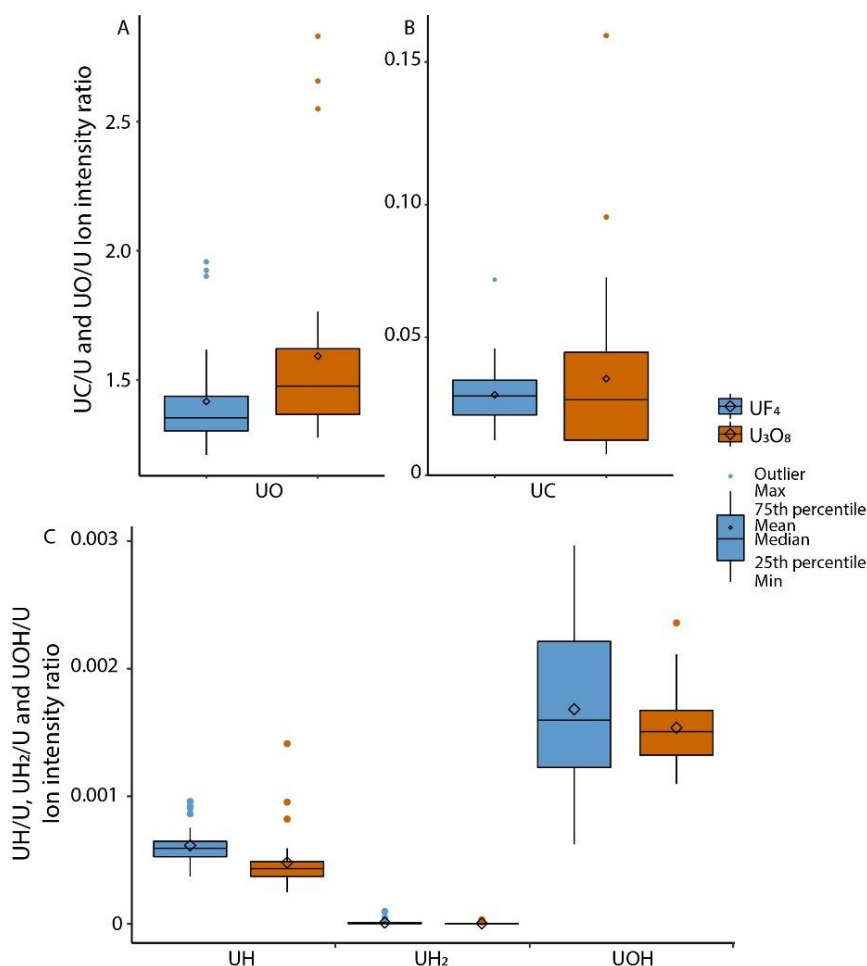 A
UC/U and UO/U Ion intensity ratio
2.5
2.0
1.5
UO
B
0.15
0.10
0.05
0
UC
UF₄
U₃O₈
Outlier
Max
75th percentile
Mean
Median
25th percentile
Min
C
UH/U, UH₂/U and UOH/U
Ion intensity ratio
0.003
0.002
0.001
0
UH
UH₂
UOH